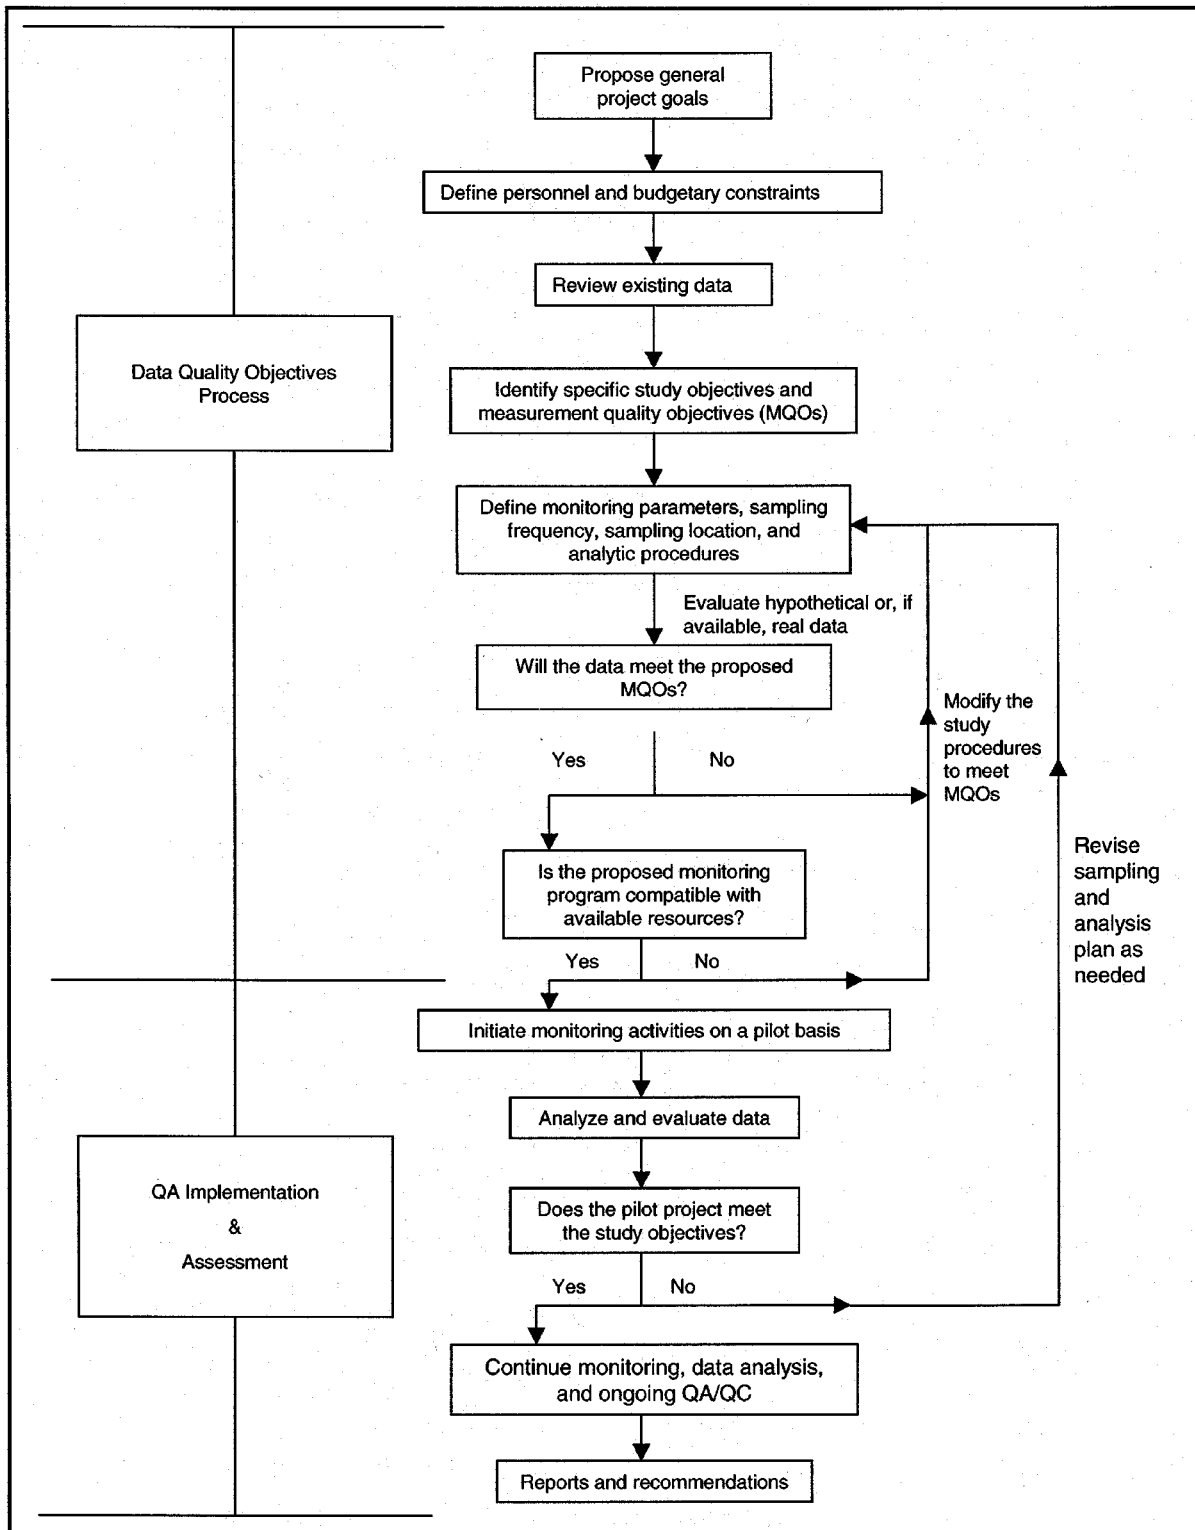 Propose general
project goals
Define personnel and budgetary constraints
Review existing data
Data Quality Objectives
Process
Identify specific study objectives and
measurement quality objectives (MQOs)
Define monitoring parameters, sampling
frequency, sampling location, and
analytic procedures
Evaluate hypothetical or, if
available, real data
Will the data meet the proposed
MQOs?
Modify the
study
procedures
to meet
MQOs
Yes
No
Is the proposed monitoring
program compatible with
available resources?
Revise
sampling
and
analysis
plan as
needed
Yes
No
Initiate monitoring activities on a pilot basis
Analyze and evaluate data
QA Implementation
&
Assessment
Does the pilot project meet
the study objectives?
Yes
No
Continue monitoring, data analysis,
and ongoing QA/QC
Reports and recommendations